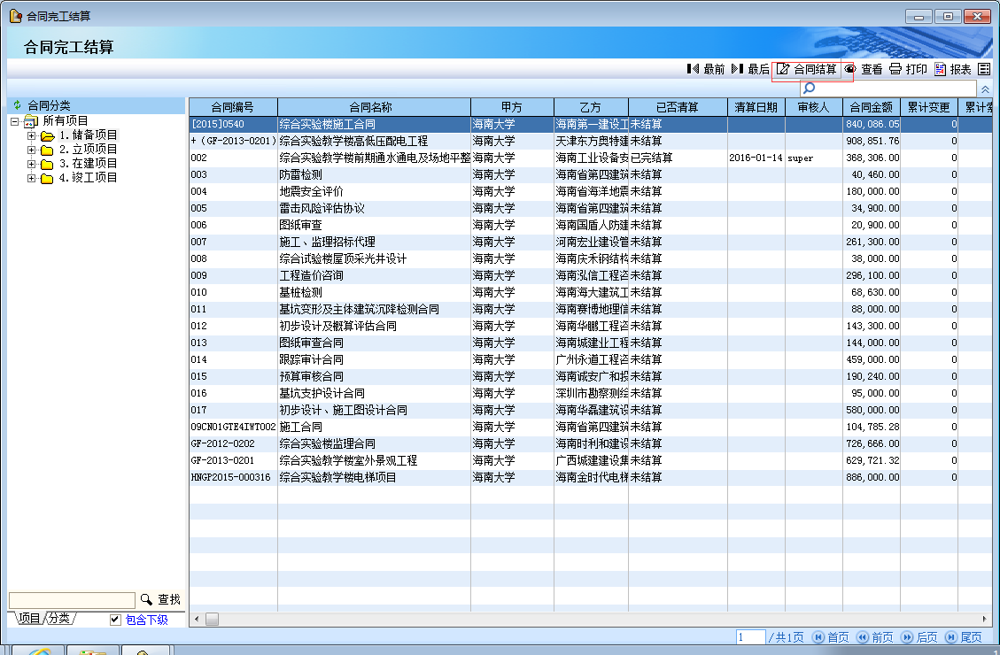 合同完工结算
合同完工结算
最前 最后 合同结算 查看 打印 报表
合同分类
所有项目
1.储备项目
2.立项项目
3.在建项目
4.竣工项目
合同编号 合同名称 甲方 乙方 已否清算 清算日期 审核人 合同金额 累计变更
[2015]0540 综合实验楼施工合同 海南大学 海南第一建设工 未结算 840,086.05 0
+（GF-2013-0201） 综合实验教学楼高低压配电工程 海南大学 天津东方奥特建 未结算 908,851.76 0
002 综合实验教学楼前期通水通电及场地平整 海南大学 海南工业设备安 已完结算 2016-01-14 super 368,306.00 0
003 防雷检测 海南大学 海南省第四建筑 未结算 40,460.00 0
004 地震安全评价 海南大学 海南省海洋地震 未结算 180,000.00 0
005 雷击风险评估协议 海南大学 海南省第四建筑 未结算 34,900.00 0
006 图纸审查 海南大学 海南国盾人防建 未结算 20,900.00 0
007 施工、监理招标代理 海南大学 河南宏业建设管 未结算 261,300.00 0
008 综合试验楼屋顶采光井设计 海南大学 海南庆禾钢结构 未结算 38,000.00 0
009 工程造价咨询 海南大学 海南泓信工程咨 未结算 296,100.00 0
010 基桩检测 海南大学 海南海大建筑工 未结算 68,630.00 0
011 基坑变形及主体建筑沉降检测合同 海南大学 海南赛博地理信 未结算 88,000.00 0
012 初步设计及概算评估合同 海南大学 海南华鹏工程咨 未结算 143,300.00 0
013 图纸审查合同 海南大学 海南城建业工程 未结算 144,000.00 0
014 跟踪审计合同 海南大学 广州永道工程咨 未结算 459,000.00 0
015 预算审核合同 海南大学 海南诚安广和投 未结算 190,240.00 0
016 基坑支护设计合同 海南大学 深圳市勘察测绘 未结算 95,000.00 0
017 初步设计、施工图设计合同 海南大学 海南华磊建筑设 未结算 580,000.00 0
09CN01GTE4IWT002 施工合同 海南大学 海南省第四建筑 未结算 104,785.28 0
GF-2012-0202 综合实验楼监理合同 海南大学 海南时利和建设 未结算 726,666.00 0
GF-2013-0201 综合实验教学楼室外景观工程 海南大学 广西城建建设集 未结算 629,721.32 0
HNGP2015-000316 综合实验教学楼电梯项目 海南大学 海南金时代电梯 未结算 886,000.00 0
查找
项目 分类 包含下级
1 /共1页 首页 前页 后页 尾页